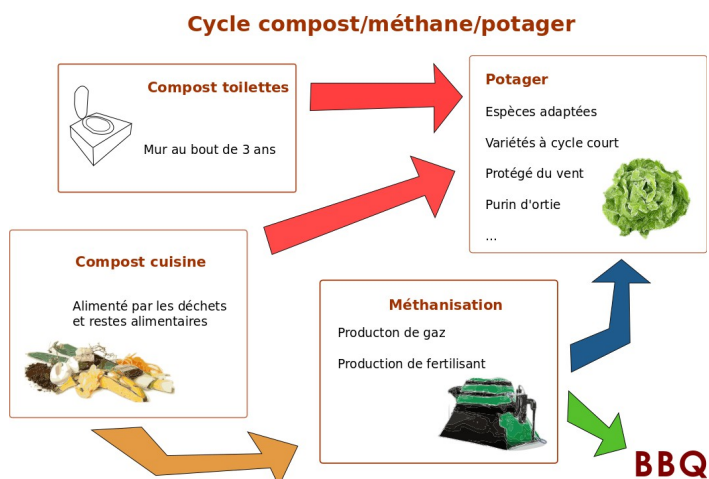 Cycle compost/méthane/potager
Compost toilettes
Mur au bout de 3 ans
Potager
Espèces adaptées
Variétés à cycle court
Protégé du vent
Purin d'ortie
...
Compost cuisine
Alimenté par les déchets
et restes alimentaires
Méthanisation
Producton de gaz
Production de fertilisant
BBQ